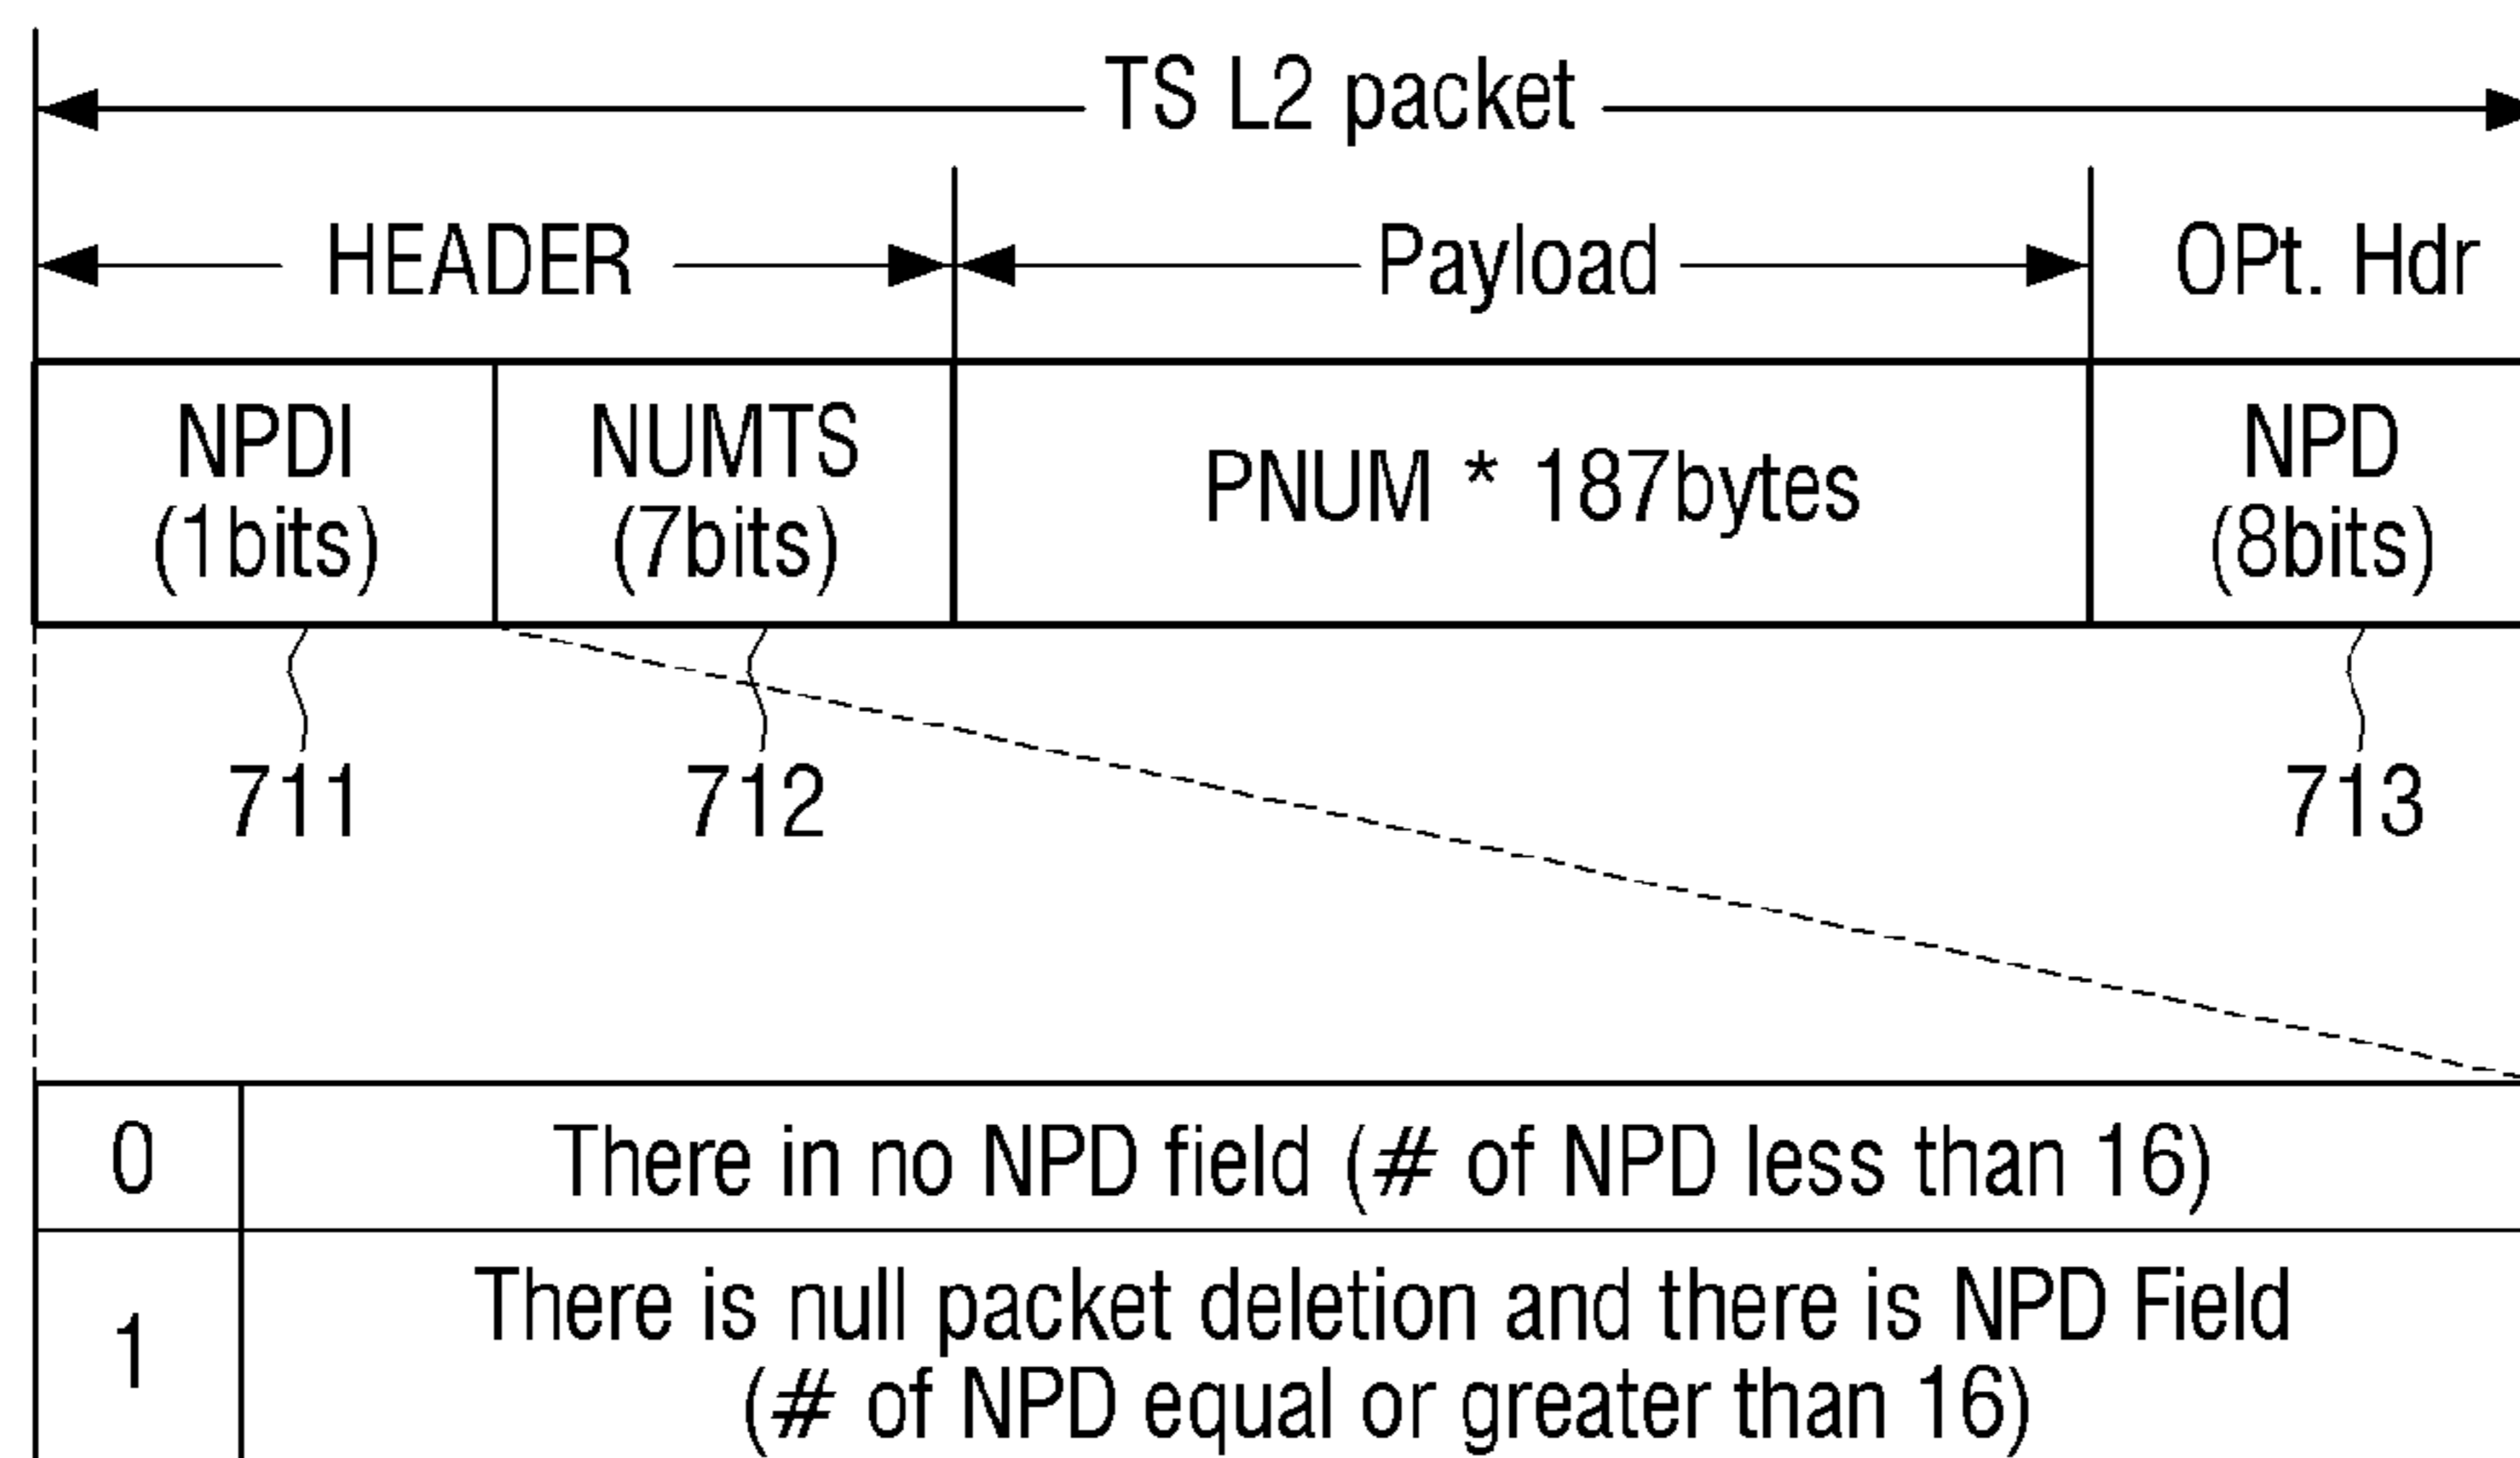 TS L2 packet
HEADER
Payload
OPt. Hdr
NPDI
(1bits)
NUMTS
(7bits)
PNUM * 187bytes
NPD
(8bits)
711
712
713
0
There in no NPD field (# of NPD less than 16)
1
There is null packet deletion and there is NPD Field
(# of NPD equal or greater than 16)